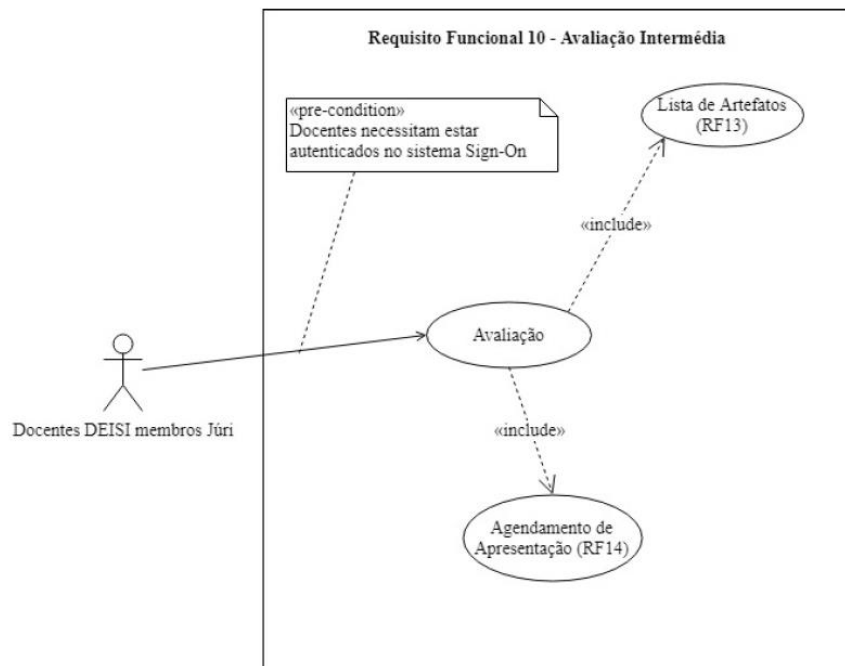 Requisito Funcional 10 - Avaliação Intermédia
«pre-condition»
Docentes necessitam estar
autenticados no sistema Sign-On
Lista de Artefatos
(RF13)
«include»
Avaliação
Docentes DEISI membros Júri
«include»
Agendamento de
Apresentação (RF14)